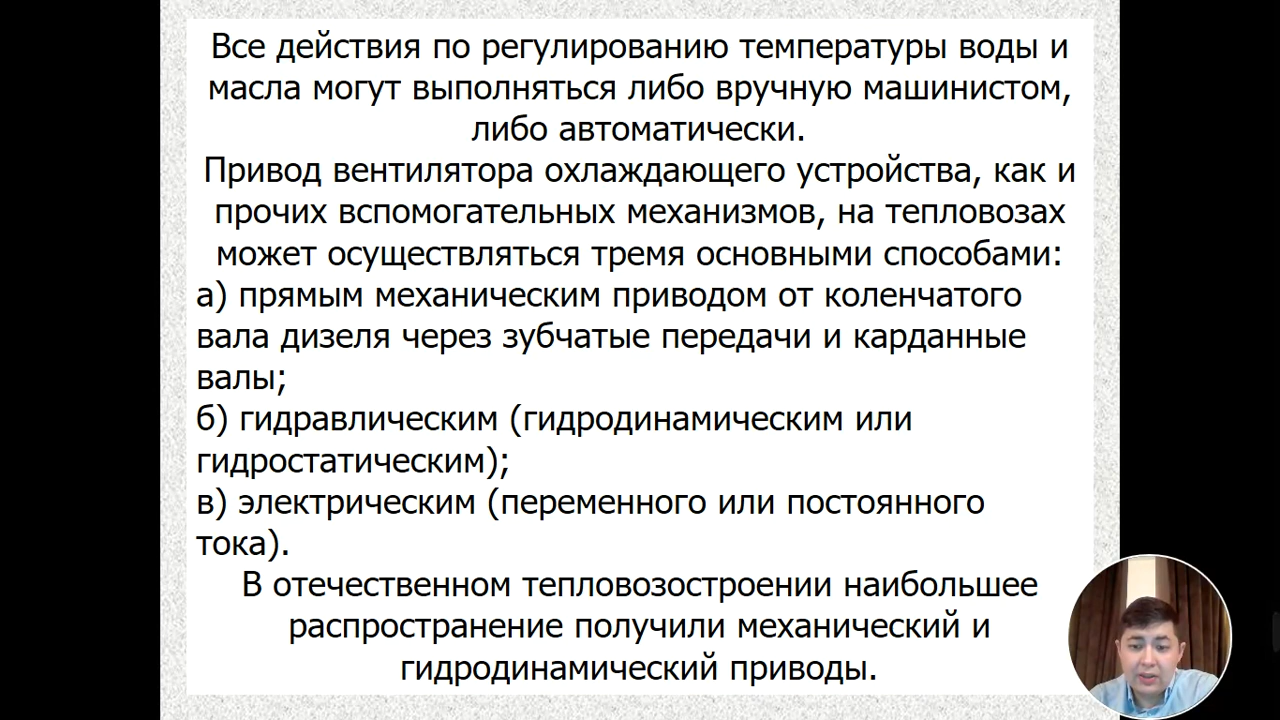 Все действия по регулированию температуры воды и
масла могут выполняться либо вручную машинистом,
либо автоматически.
Привод вентилятора охлаждающего устройства, как и
прочих вспомогательных механизмов, на тепловозах
может осуществляться тремя основными способами:
а) прямым механическим приводом от коленчатого
вала дизеля через зубчатые передачи и карданные
валы;
б) гидравлическим (гидродинамическим или
гидростатическим);
в) электрическим (переменного или постоянного
тока).
В отечественном тепловозостроении наибольшее
распространение получили механический и
гидродинамический приводы.